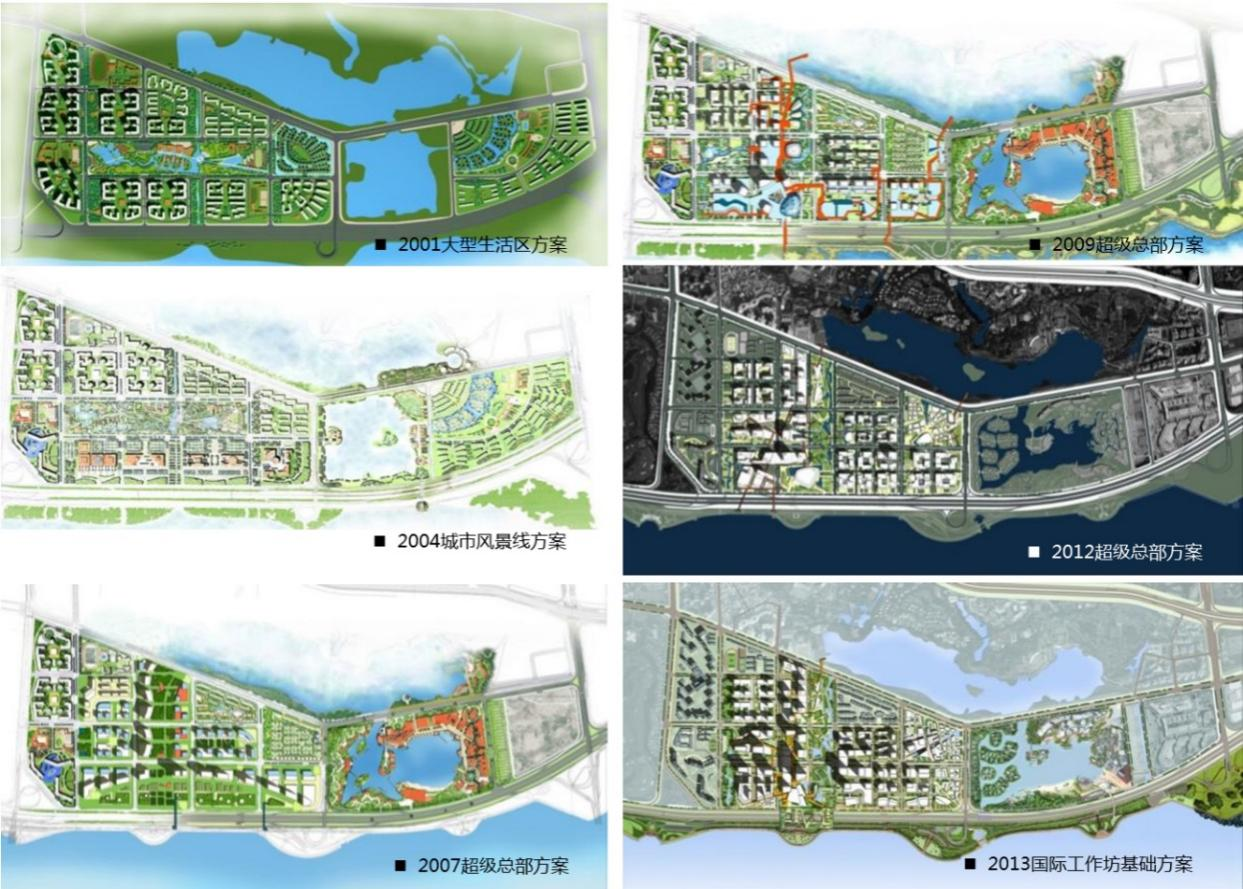 ■ 2001大型生活区方案
■ 2009超级总部方案
■ 2004城市风景线方案
■ 2012超级总部方案
■ 2007超级总部方案
■ 2013国际工作坊基础方案